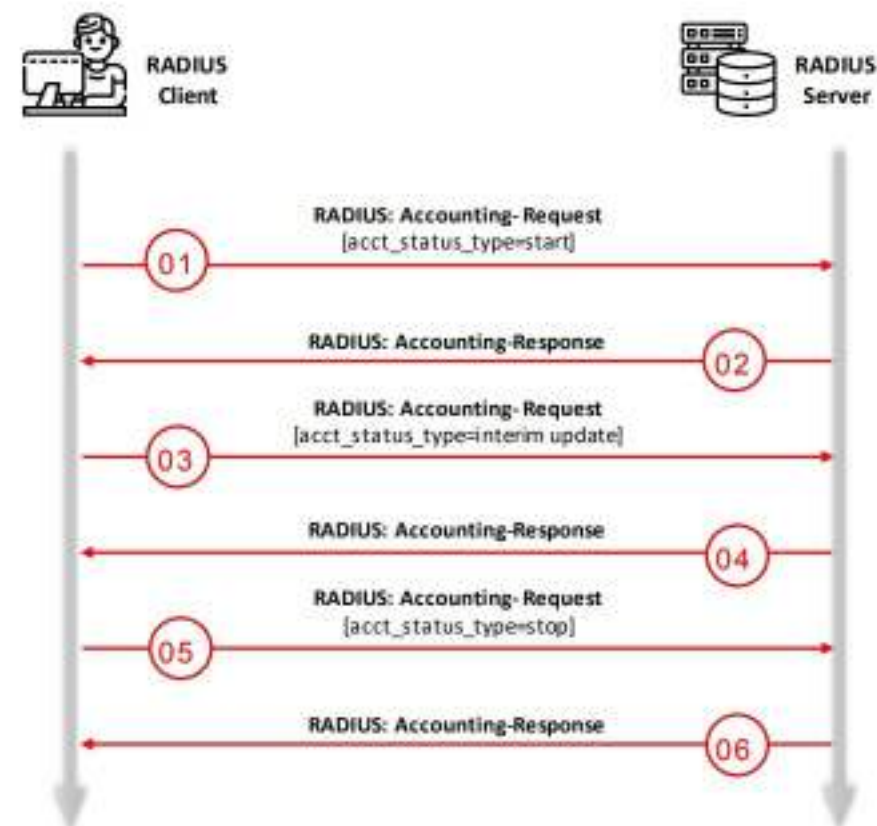 RADIUS
Client
RADIUS
Server
RADIUS: Accounting- Request
[acct_status_type=start]
01
RADIUS: Accounting-Response
02
RADIUS: Accounting- Request
[acct_status_type=interim update]
03
RADIUS: Accounting-Response
04
RADIUS: Accounting- Request
[acct_status_type=stop]
05
RADIUS: Accounting-Response
06